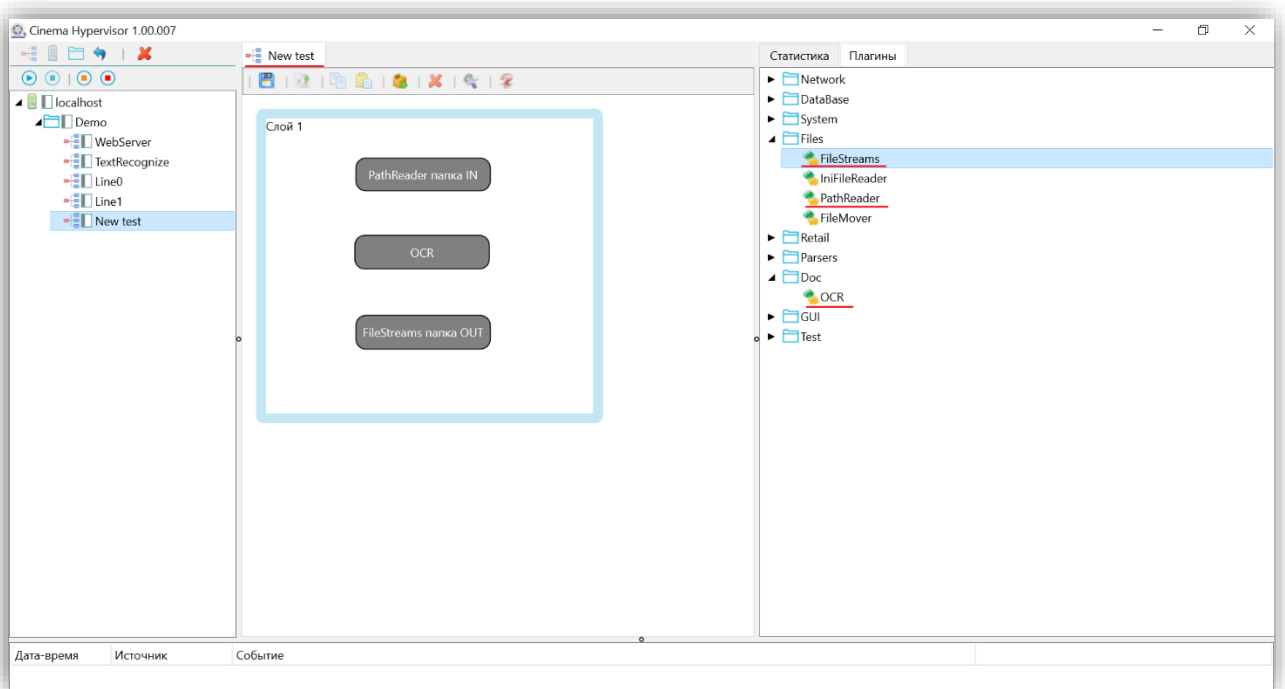 Cinema Hypervisor 1.00.007
New test
Статистика
Плагины
localhost
Demo
WebServer
TextRecognize
Line0
Line1
New test
Слой 1
PathReader папка IN
OCR
FileStreams папка OUT
Network
DataBase
System
Files
FileStreams
IniFileReader
PathReader
FileMover
Retail
Parsers
Doc
OCR
GUI
Test
Дата-время
Источник
Событие